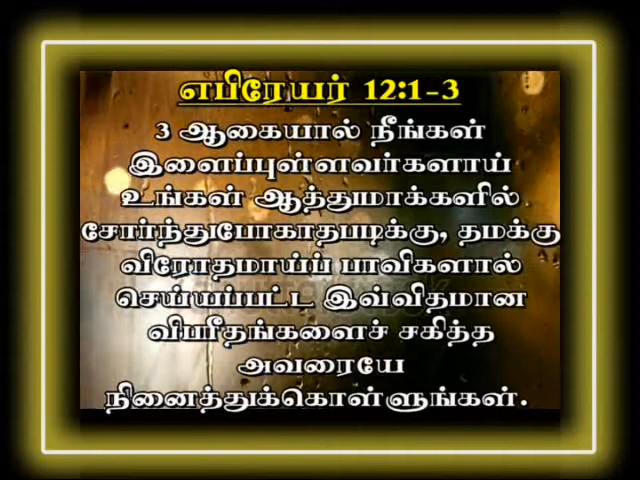 எபிரேயர் 12:1-3
3 ஆகையால் நீங்கள்
இளைப்புள்ளவர்களாய்
உங்கள் ஆத்துமாக்களில்
சோர்ந்துபோகாதபடிக்கு, தமக்கு
விரோதமாய்ப் பாவிகளால்
செய்யப்பட்ட இவ்விதமான
விபரீதங்களைச் சகித்த
அவரையே
நினைத்துக்கொள்ளுங்கள்.